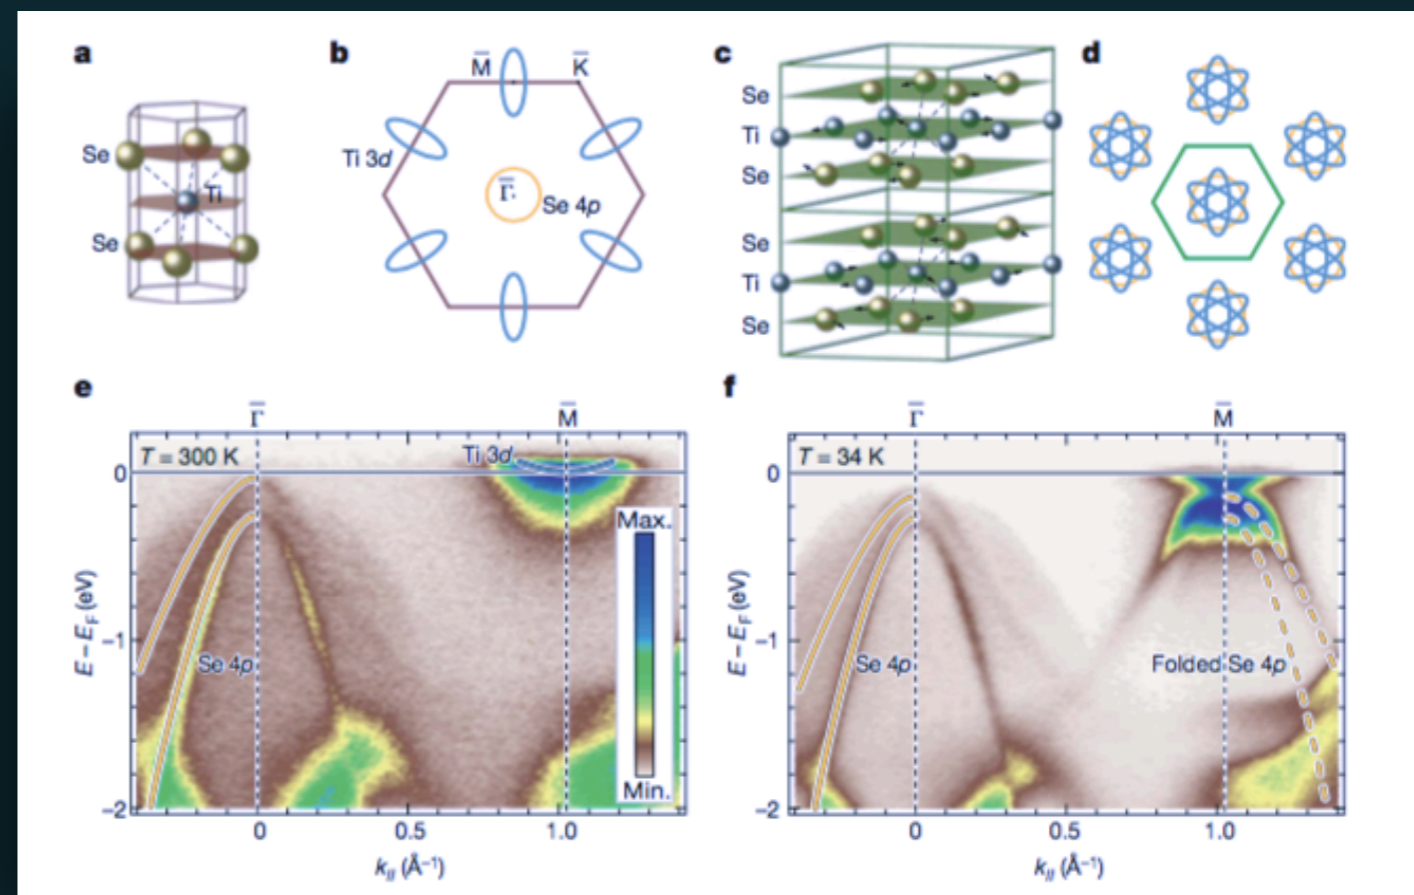 a
Se
Ti
Se
b
M̅
K̅
Ti 3d
Γ̅
Se 4p
c
Se
Ti
Se
Se
Ti
Se
d
e
Γ̅
M̅
T = 300 K
Ti 3d
Max.
Se 4p
Min.
0
−1
−2
E − E_F (eV)
0
0.5
1.0
k_// (Å⁻¹)
f
Γ̅
M̅
T = 34 K
Se 4p
Folded Se 4p
0
−1
−2
E − E_F (eV)
0
0.5
1.0
k_// (Å⁻¹)